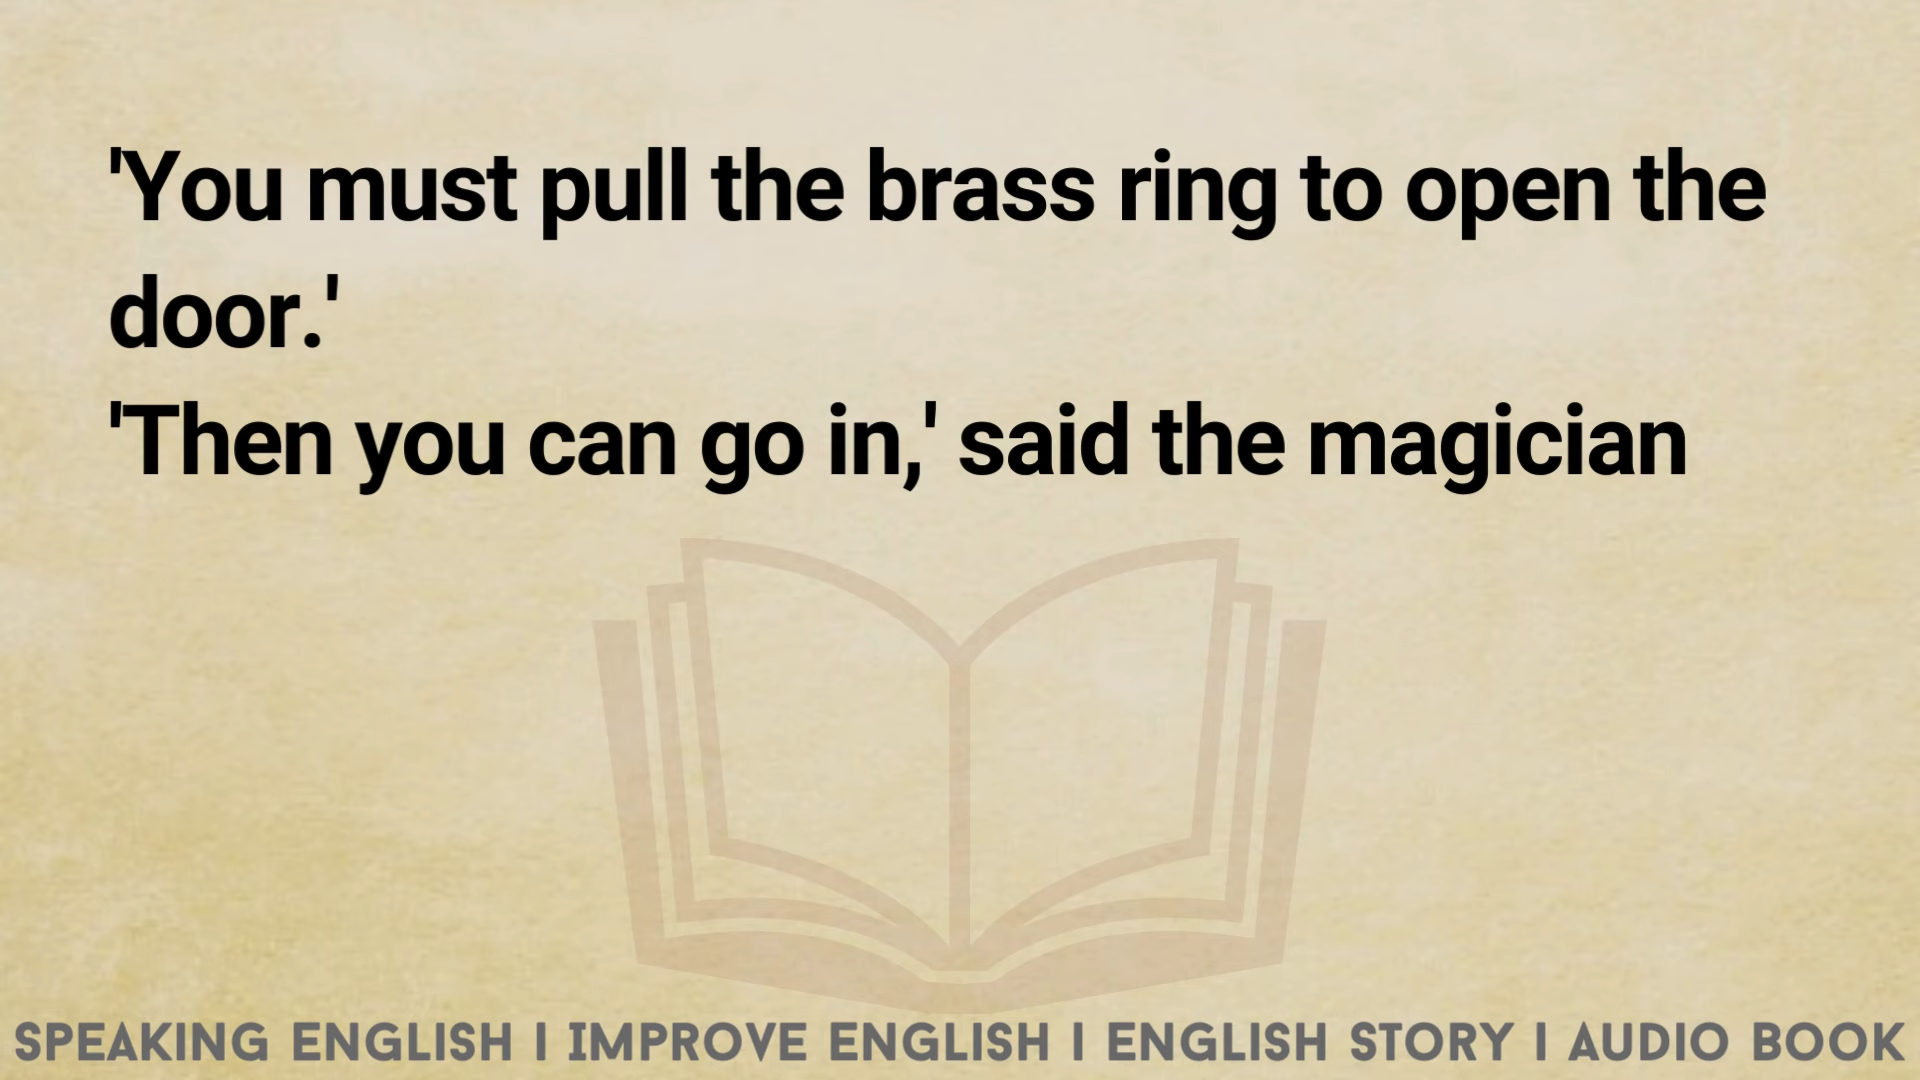 'You must pull the brass ring to open the
door.'
'Then you can go in,' said the magician
SPEAKING ENGLISH I IMPROVE ENGLISH I ENGLISH STORY I AUDIO BOOK